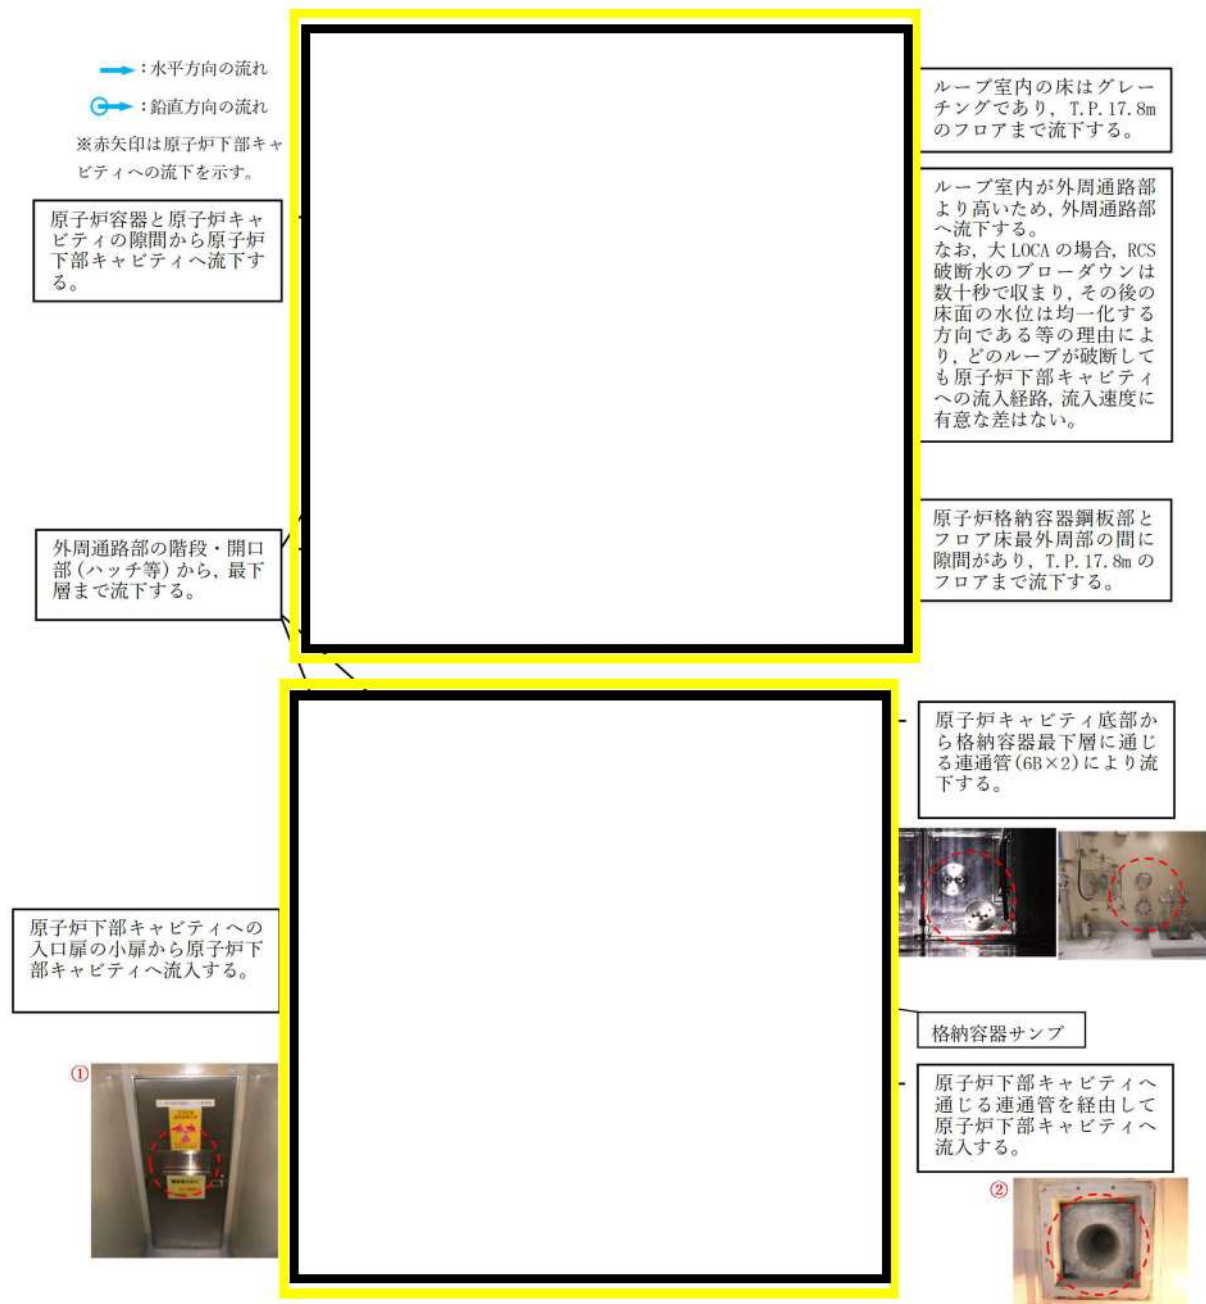 ：水平方向の流れ
：鉛直方向の流れ
※赤矢印は原子炉下部キャ
ビティへの流下を示す。
原子炉容器と原子炉キャ
ビティの隙間から原子炉
下部キャビティへ流下す
る。
外周通路部の階段・開口
部(ハッチ等)から，最下
層まで流下する。
原子炉下部キャビティへの
入口扉の小扉から原子炉下
部キャビティへ流入する。
①
ループ室内の床はグレー
チングであり，T.P.17.8m
のフロアまで流下する。
ループ室内が外周通路部
より高いため，外周通路部
へ流下する。
なお，大 LOCA の場合，RCS
破断水のブローダウンは
数十秒で収まり，その後の
床面の水位は均一化する
方向である等の理由によ
り，どのループが破断して
も原子炉下部キャビティ
への流入経路，流入速度に
有意な差はない。
原子炉格納容器鋼板部と
フロア床最外周部の間に
隙間があり，T.P.17.8m の
フロアまで流下する。
原子炉キャビティ底部か
ら格納容器最下層に通じ
る連通管(6B×2)により流
下する。
格納容器サンプ
原子炉下部キャビティへ
通じる連通管を経由して
原子炉下部キャビティへ
流入する。
②